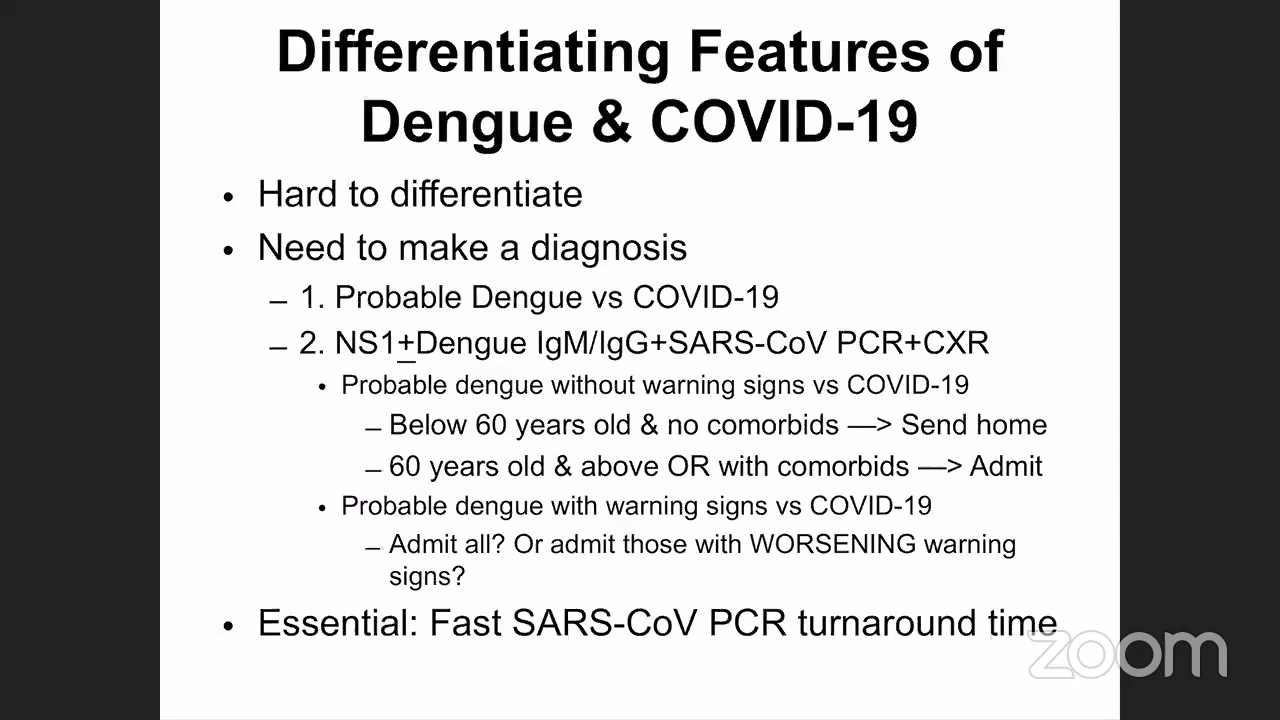 Differentiating Features of
Dengue & COVID-19
• Hard to differentiate
• Need to make a diagnosis
– 1. Probable Dengue vs COVID-19
– 2. NS1+Dengue IgM/IgG+SARS-CoV PCR+CXR
• Probable dengue without warning signs vs COVID-19
– Below 60 years old & no comorbids —> Send home
– 60 years old & above OR with comorbids —> Admit
• Probable dengue with warning signs vs COVID-19
– Admit all? Or admit those with WORSENING warning
signs?
• Essential: Fast SARS-CoV PCR turnaround time
zoom